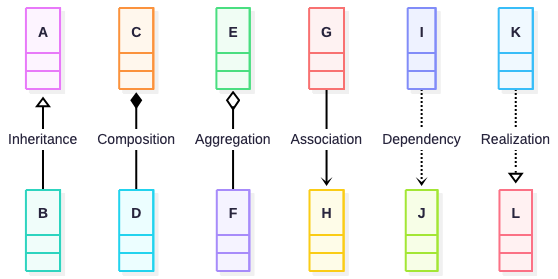 A C E G I K
Inheritance Composition Aggregation Association Dependency Realization
B D F H J L